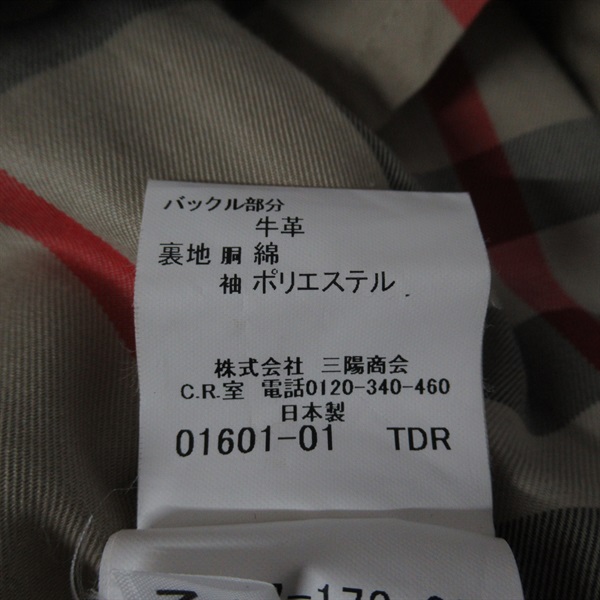 バックル部分
牛革
裏地 胴 綿
袖 ポリエステル
株式会社 三陽商会
C.R.室 電話0120-340-460
日本製
01601-01 TDR